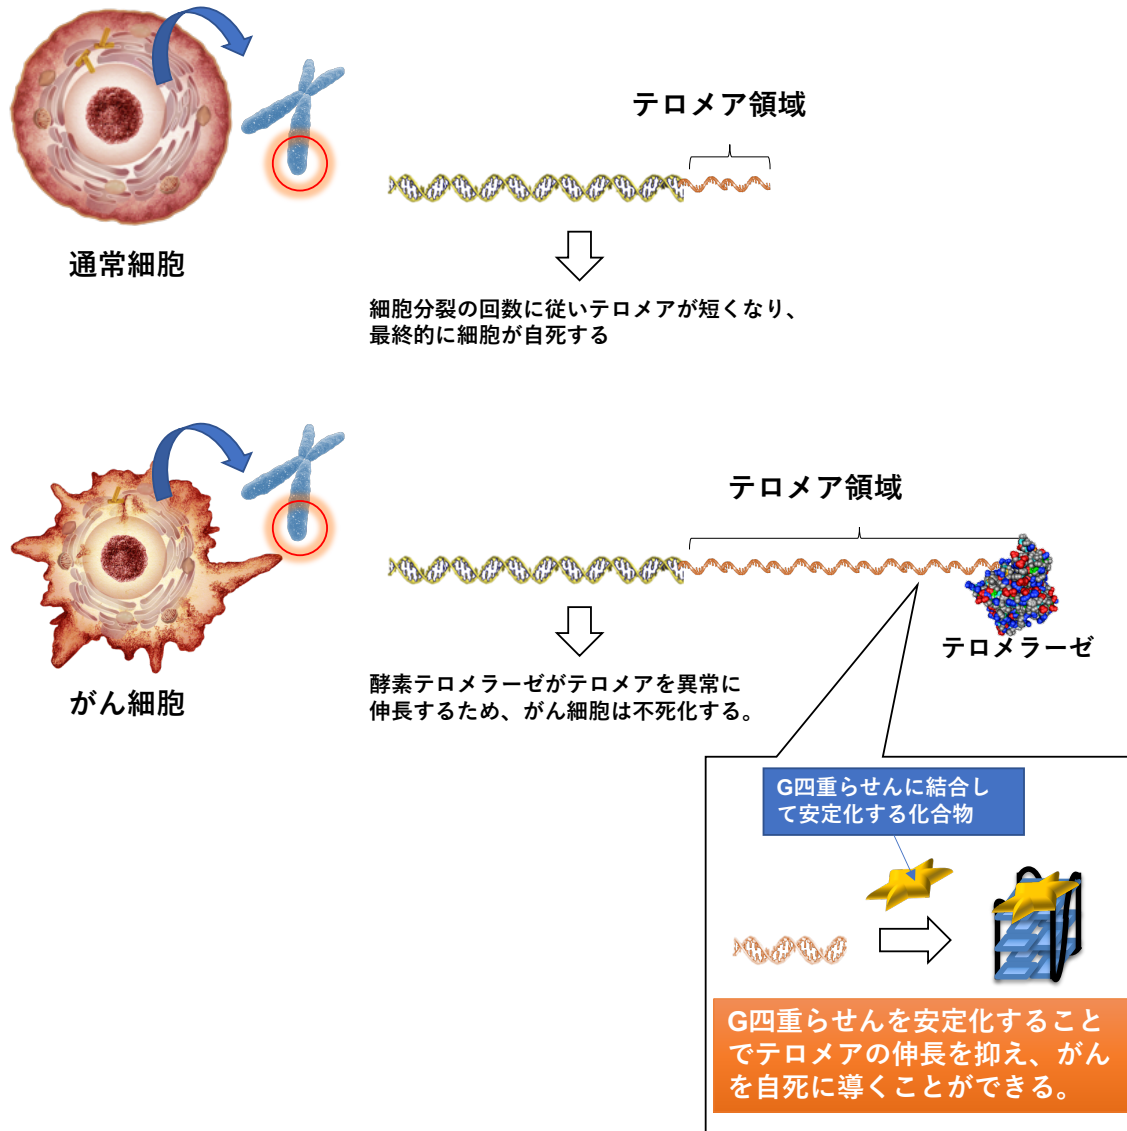 テロメア領域
通常細胞
細胞分裂の回数に従いテロメアが短くなり、
最終的に細胞が自死する
テロメア領域
テロメラーゼ
がん細胞
酵素テロメラーゼがテロメアを異常に
伸長するため、がん細胞は不死化する。
G四重らせんに結合し
て安定化する化合物
G四重らせんを安定化すること
でテロメアの伸長を抑え、がん
を自死に導くことができる。